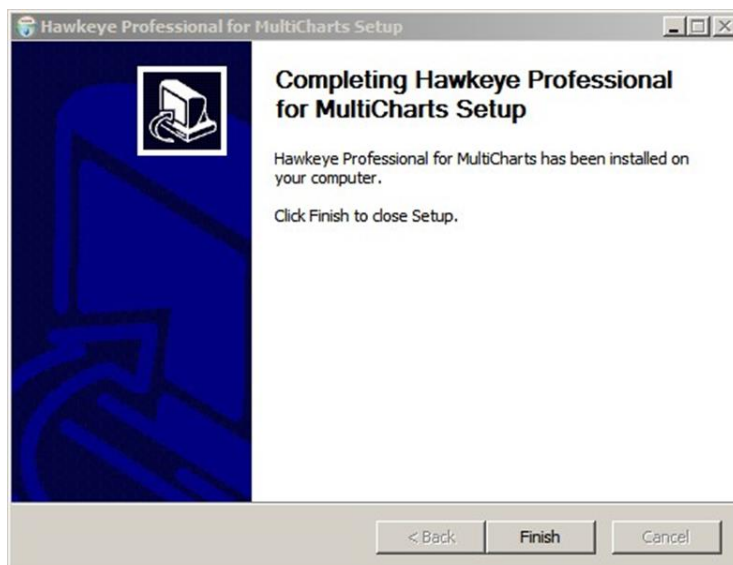 Hawkeye Professional for MultiCharts Setup
Completing Hawkeye Professional
for MultiCharts Setup
Hawkeye Professional for MultiCharts has been installed on
your computer.
Click Finish to close Setup.
< Back Finish Cancel